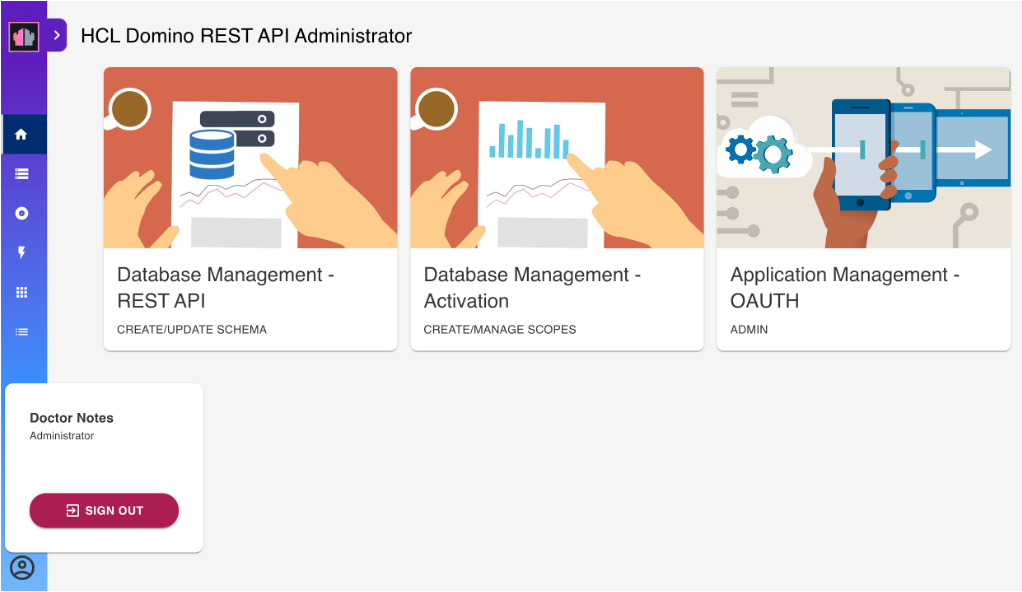 HCL Domino REST API Administrator
Database Management -
REST API
CREATE/UPDATE SCHEMA
Database Management -
Activation
CREATE/MANAGE SCOPES
Application Management -
OAUTH
ADMIN
Doctor Notes
Administrator
SIGN OUT